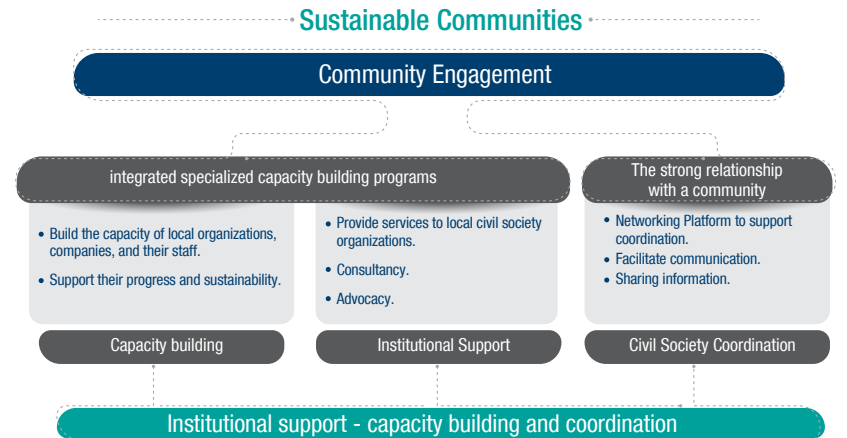 Sustainable Communities
Community Engagement
integrated specialized capacity building programs
• Build the capacity of local organizations,
companies, and their staff.
• Support their progress and sustainability.
Capacity building
• Provide services to local civil society
organizations.
• Consultancy.
• Advocacy.
Institutional Support
The strong relationship
with a community
• Networking Platform to support
coordination.
• Facilitate communication.
• Sharing information.
Civil Society Coordination
Institutional support - capacity building and coordination